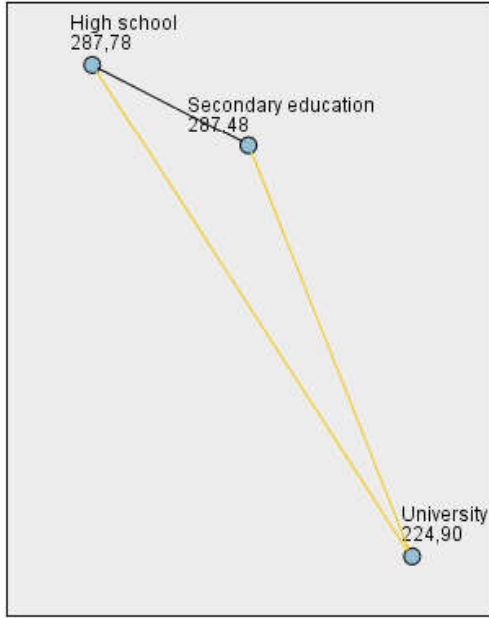 High school
287,78
Secondary education
287,48
University
224,90